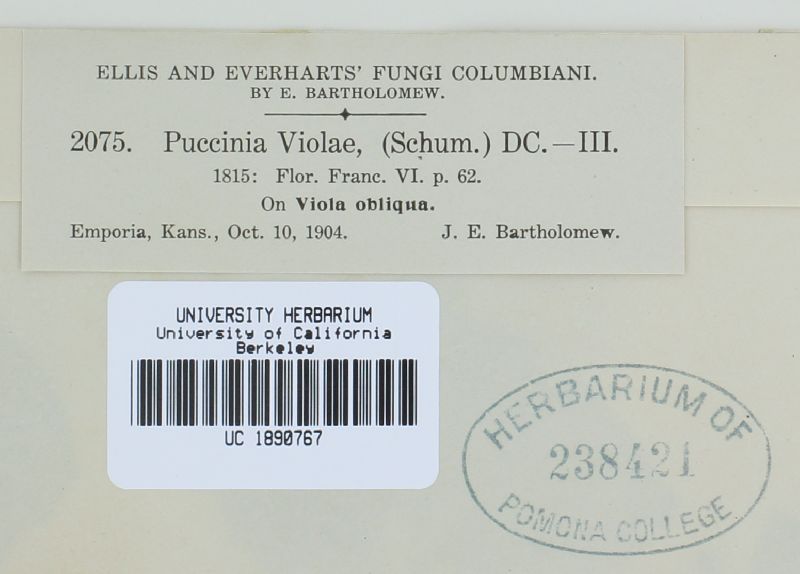 ELLIS AND EVERHARTS' FUNGI COLUMBIANI.
BY E. BARTHOLOMEW.
2075. Puccinia Violae, (Schum.) DC.—III.
1815: Flor. Franc. VI. p. 62.
On Viola obliqua.
Emporia, Kans., Oct. 10, 1904. J. E. Bartholomew.
UNIVERSITY HERBARIUM
University of California
Berkeley
UC 1890767
HERBARIUM OF
238421
POMONA COLLEGE